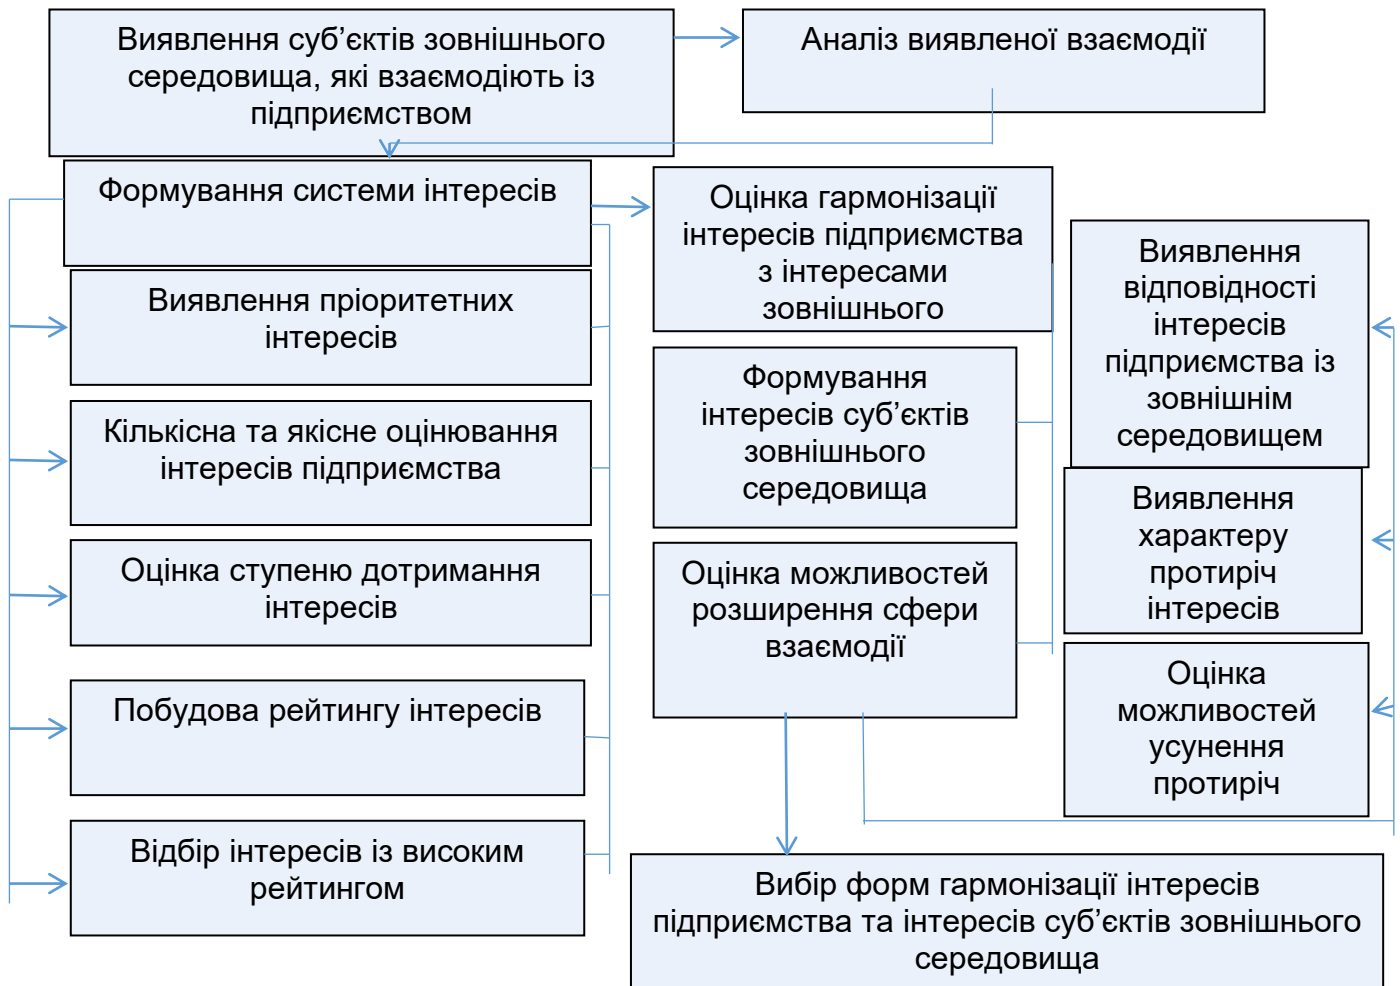 Виявлення суб’єктів зовнішнього
середовища, які взаємодіють із
підприємством
Аналіз виявленої взаємодії
Формування системи інтересів
Виявлення пріоритетних
інтересів
Кількісна та якісне оцінювання
інтересів підприємства
Оцінка ступеню дотримання
інтересів
Побудова рейтингу інтересів
Відбір інтересів із високим
рейтингом
Оцінка гармонізації
інтересів підприємства
з інтересами
зовнішнього
Формування
інтересів суб’єктів
зовнішнього
середовища
Оцінка можливостей
розширення сфери
взаємодії
Виявлення
відповідності
інтересів
підприємства із
зовнішнім
середовищем
Виявлення
характеру
протиріч
інтересів
Оцінка
можливостей
усунення
протиріч
Вибір форм гармонізації інтересів
підприємства та інтересів суб’єктів зовнішнього
середовища